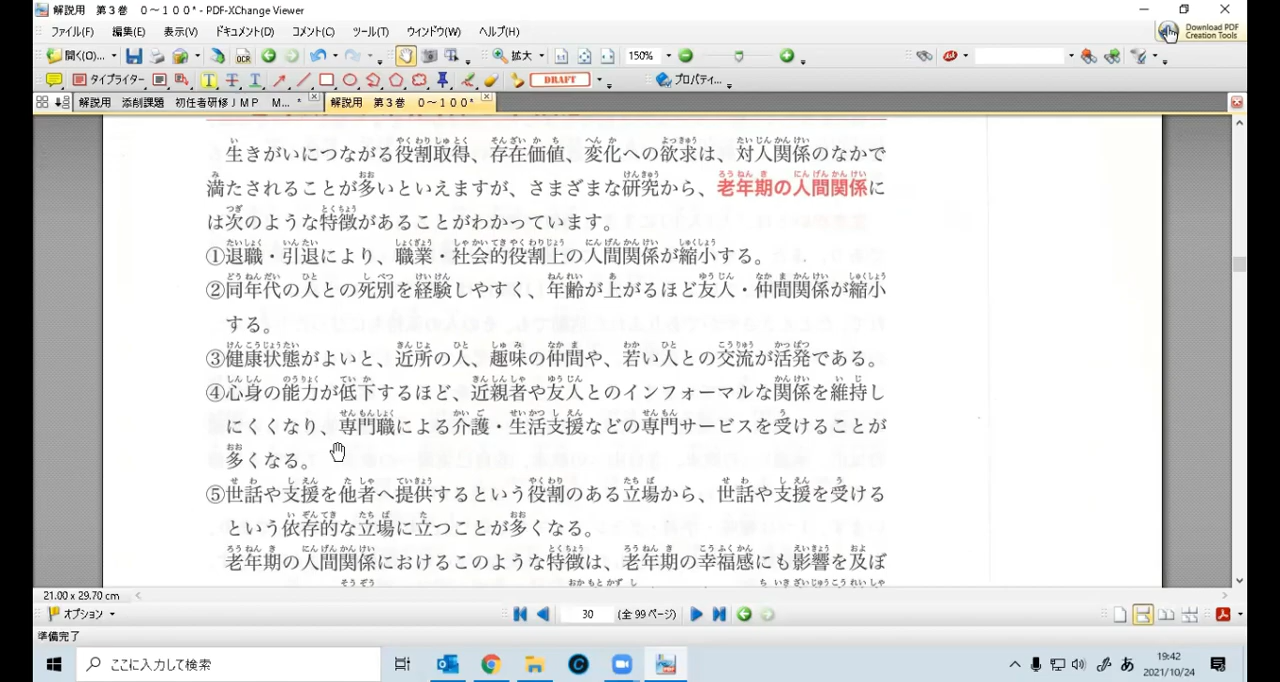 解説用 第３巻 ０～１００* - PDF-XChange Viewer
ファイル(F) 編集(E) 表示(V) ドキュメント(D) コメント(C) ツール(T) ウィンドウ(W) ヘルプ(H)
Download PDF
Creation Tools
開く(O)... OCR 拡大 150%
タイプライター T T T DRAFT プロパティ...
解説用 添削課題 初任者研修ＪＭＰ Ｍ... * 解説用 第３巻 ０～１００*
生きがいにつながる役割取得、存在価値、変化への欲求は、対人関係のなかで
満たされることが多いといえますが、さまざまな研究から、老年期の人間関係に
は次のような特徴があることがわかっています。
①退職・引退により、職業・社会的役割上の人間関係が縮小する。
②同年代の人との死別を経験しやすく、年齢が上がるほど友人・仲間関係が縮小
する。
③健康状態がよいと、近所の人、趣味の仲間や、若い人との交流が活発である。
④心身の能力が低下するほど、近親者や友人とのインフォーマルな関係を維持し
にくくなり、専門職による介護・生活支援などの専門サービスを受けることが
多くなる。
⑤世話や支援を他者へ提供するという役割のある立場から、世話や支援を受ける
という依存的な立場に立つことが多くなる。
老年期の人間関係におけるこのような特徴は、老年期の幸福感にも影響を及ぼ
21.00 x 29.70 cm
オプション 30 (全 99 ページ)
準備完了
ここに入力して検索 あ 19:42
2021/10/24